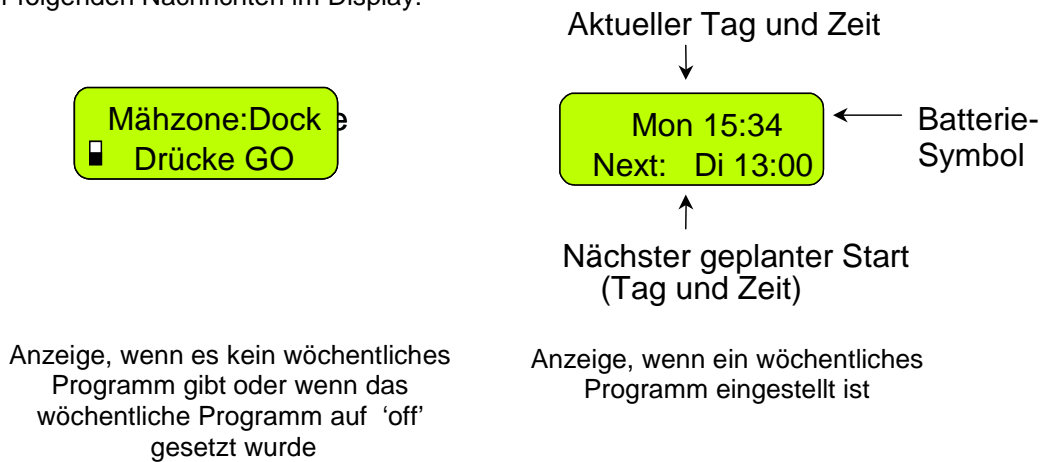 Folgenden Nachrichten im Display:
Aktueller Tag und Zeit
Mähzone:Dock e
Drücke GO
Mon 15:34
Next: Di 13:00
Batterie-
Symbol
Nächster geplanter Start
(Tag und Zeit)
Anzeige, wenn es kein wöchentliches
Programm gibt oder wenn das
wöchentliche Programm auf ‘off’
gesetzt wurde
Anzeige, wenn ein wöchentliches
Programm eingestellt ist